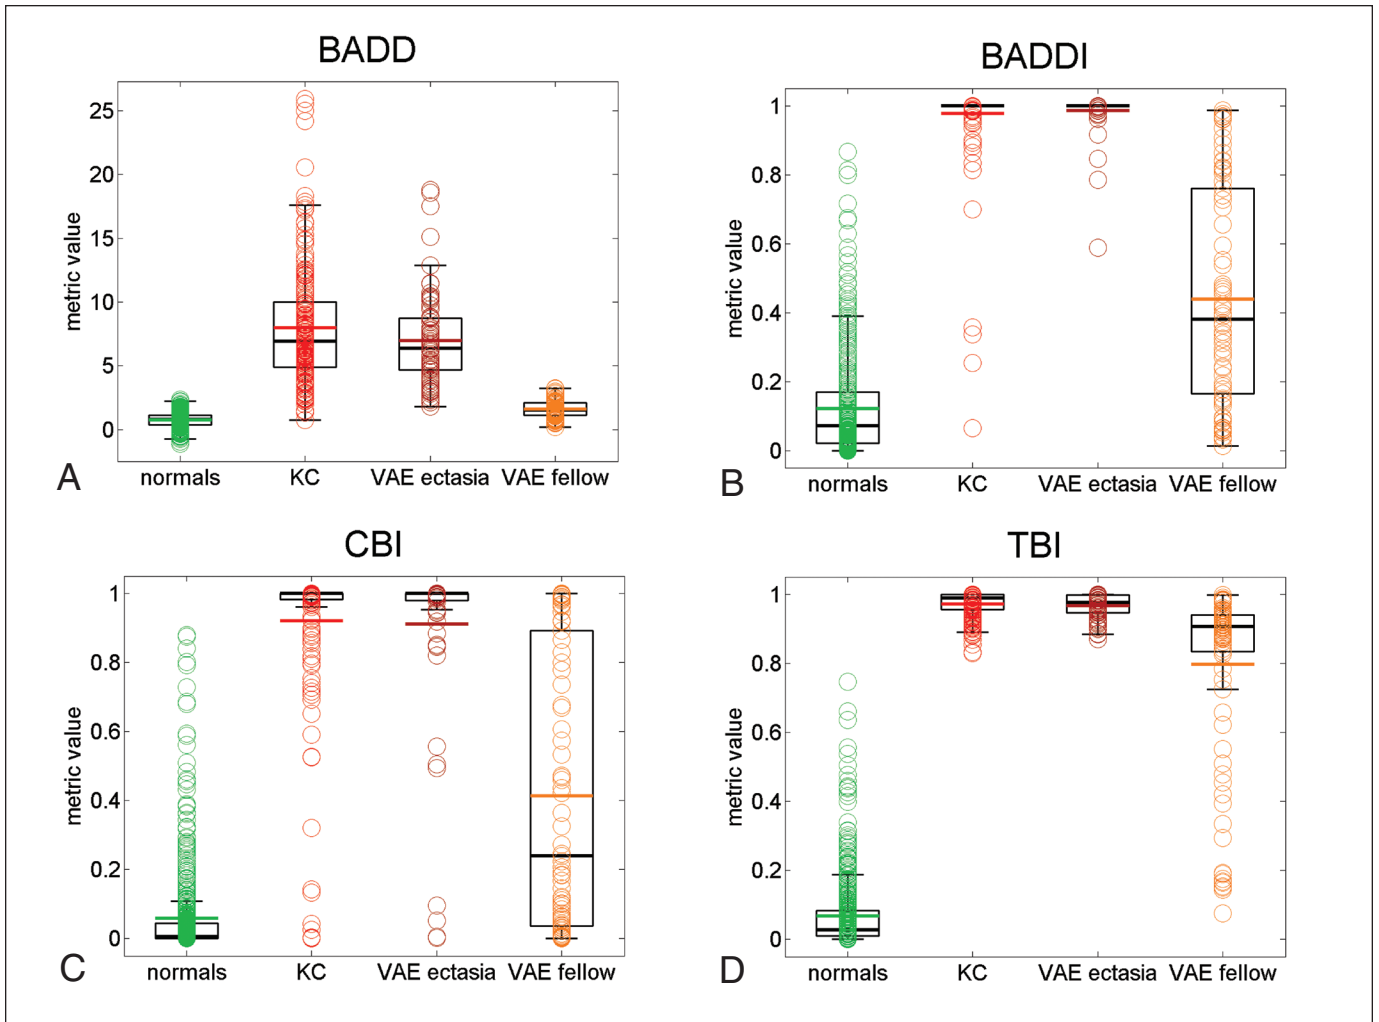 BADD
metric value
25
20
15
10
5
0
normals KC VAE ectasia VAE fellow
A
BADDI
metric value
1
0.8
0.6
0.4
0.2
0
normals KC VAE ectasia VAE fellow
B
CBI
metric value
1
0.8
0.6
0.4
0.2
0
normals KC VAE ectasia VAE fellow
C
TBI
metric value
1
0.8
0.6
0.4
0.2
0
normals KC VAE ectasia VAE fellow
D